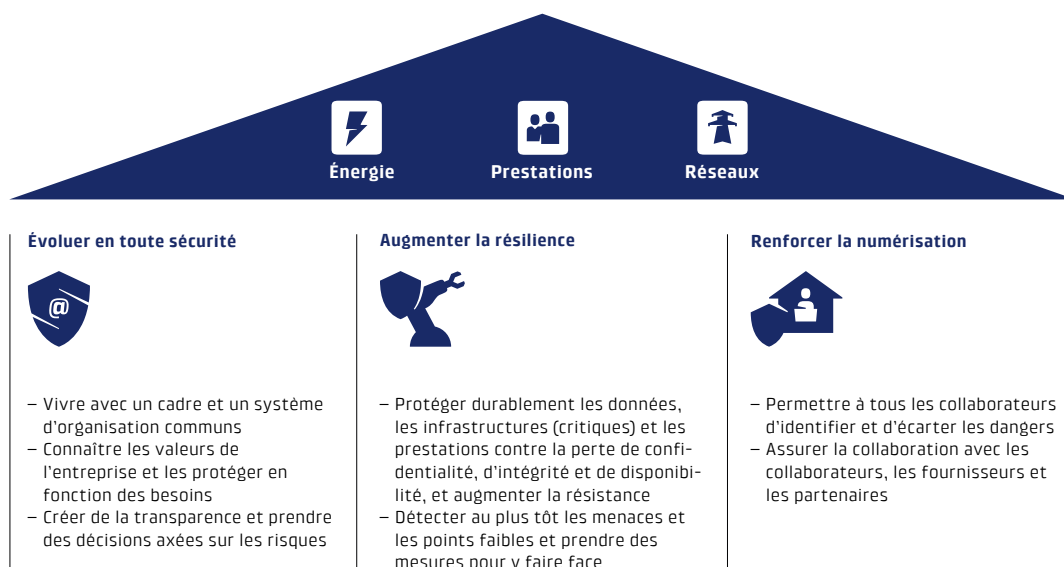 Énergie
Prestations
Réseaux
Évoluer en toute sécurité
@
– Vivre avec un cadre et un système
d'organisation communs
– Connaître les valeurs de
l'entreprise et les protéger en
fonction des besoins
– Créer de la transparence et prendre
des décisions axées sur les risques
Augmenter la résilience
– Protéger durablement les données,
les infrastructures (critiques) et les
prestations contre la perte de confi-
dentialité, d'intégrité et de disponibi-
lité, et augmenter la résistance
– Détecter au plus tôt les menaces et
les points faibles et prendre des
mesures pour y faire face
Renforcer la numérisation
– Permettre à tous les collaborateurs
d'identifier et d'écarter les dangers
– Assurer la collaboration avec les
collaborateurs, les fournisseurs et
les partenaires